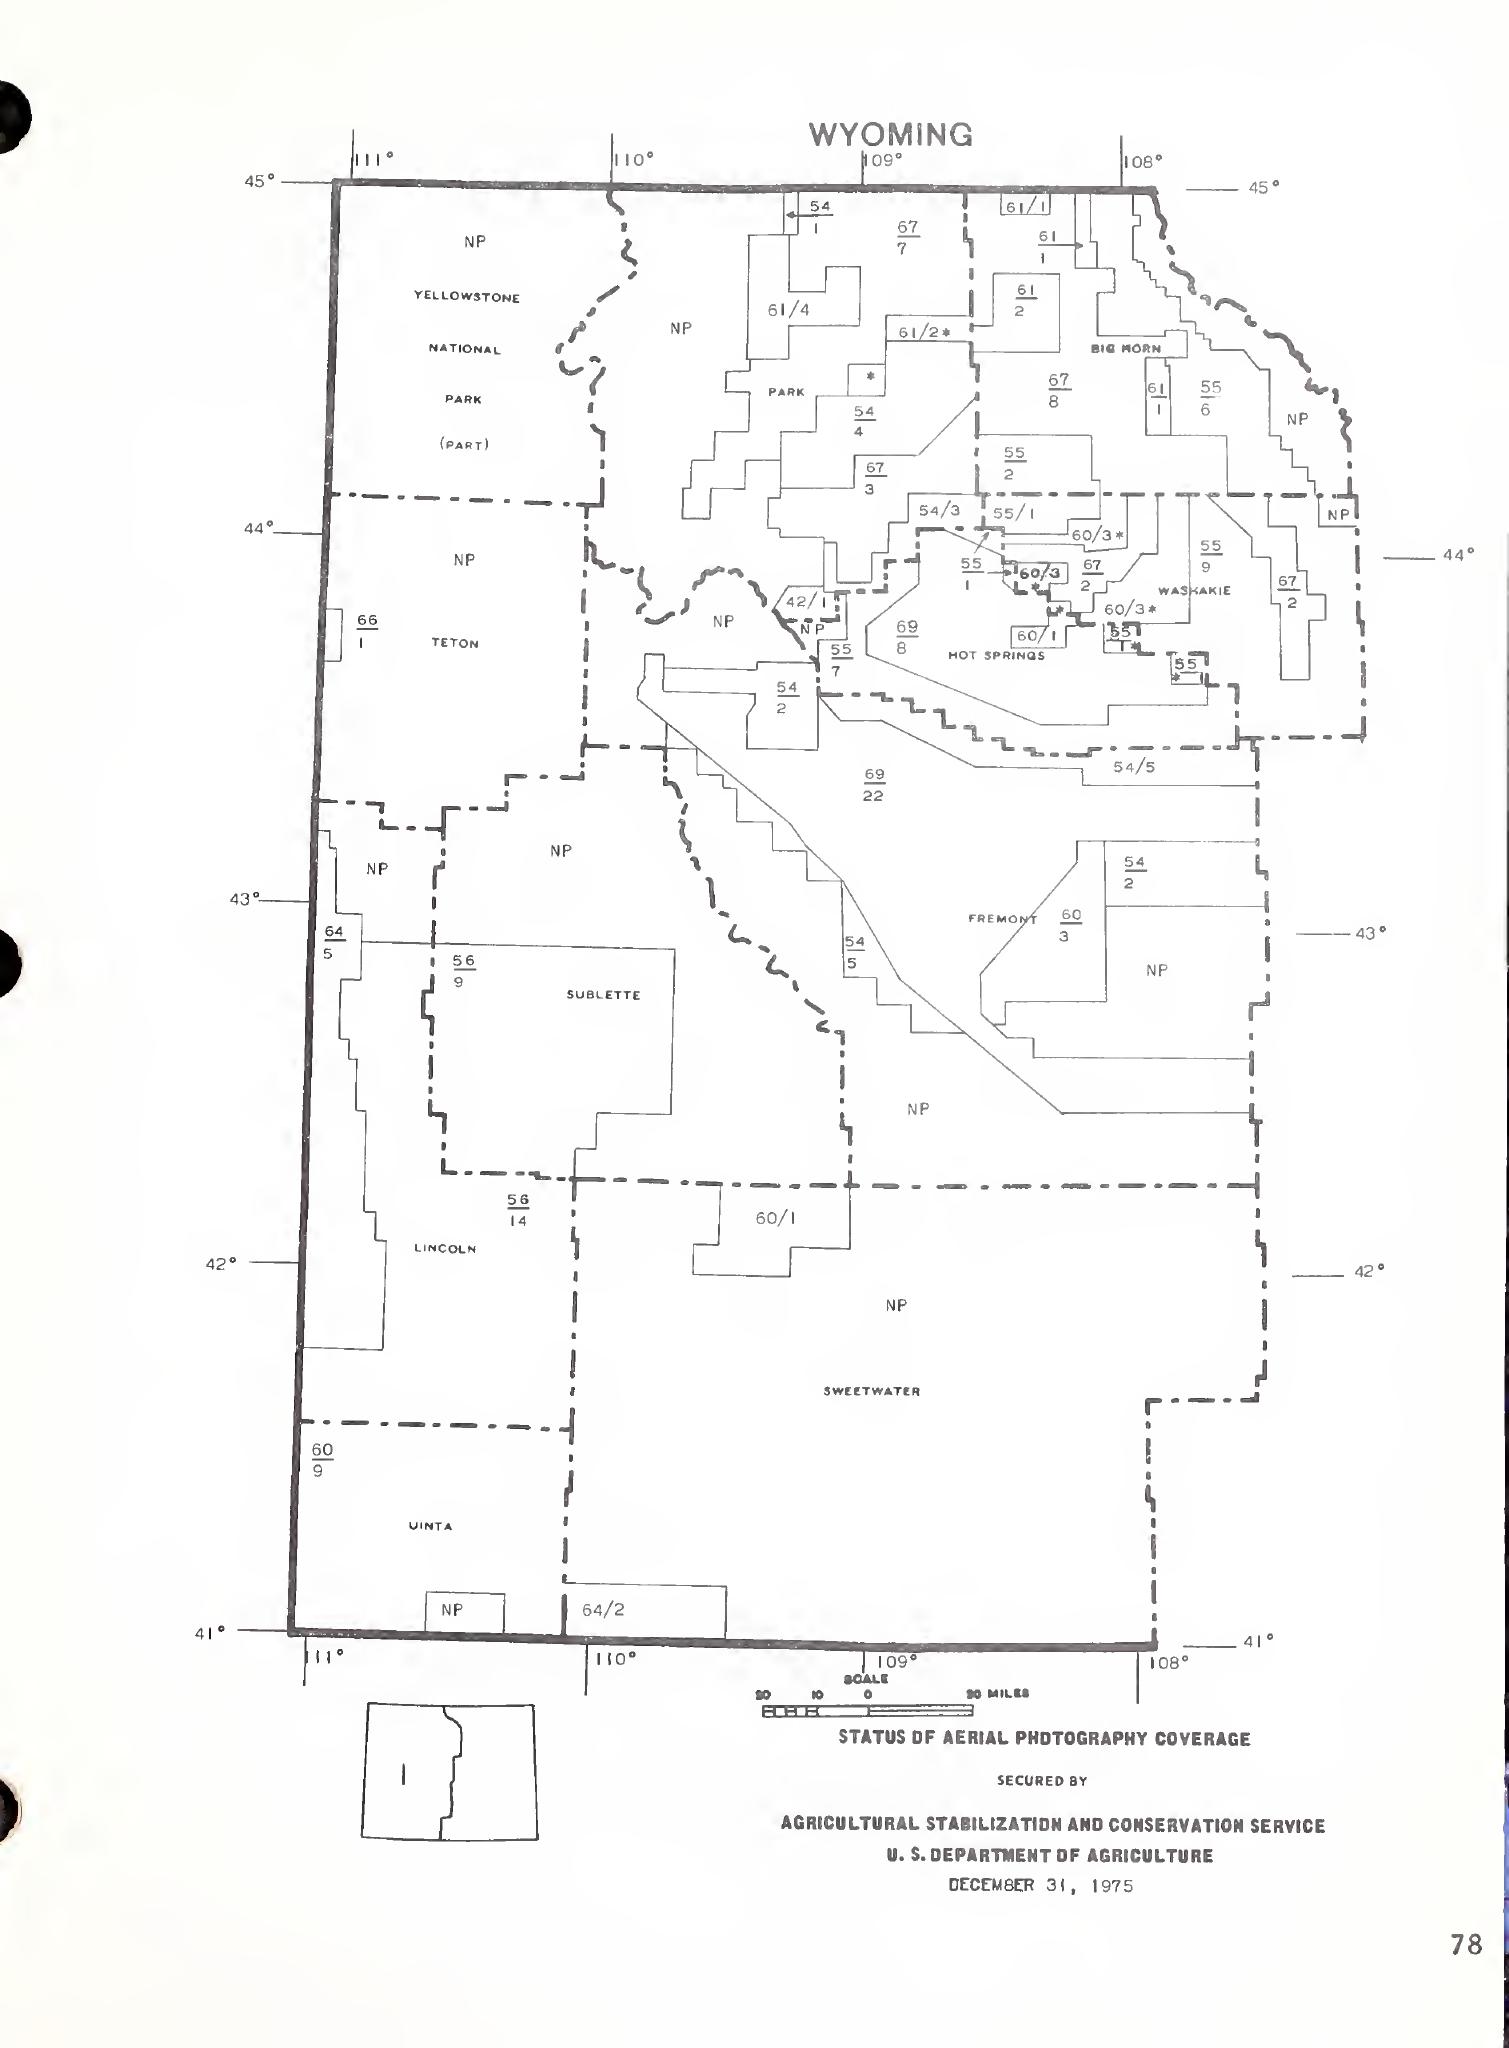 WYOMING
111° 110° 109° 108°
45° 45°
54
1
67
7
61/1
61
1
NP
YELLOWSTONE
NATIONAL
PARK
(PART)
NP
61/4
61
2
61/2*
BIG HORN
PARK
*
54
4
67
8
61
1
55
6
NP
67
3
55
2
44°
54/3
55/1
60/3*
NP
55
9
44°
NP
55
1
60/3
*
67
2
WASHAKIE
67
2
42/1
NP
*
60/3*
66
1
TETON
NP
69
8
60/1
55
1*
HOT SPRINGS
55
7
55
* 1
54
2
54/5
69
22
NP
NP
54
2
43°
FREMONT
60
3
43°
64
5
56
9
54
5
NP
SUBLETTE
NP
56
14
60/1
LINCOLN
42°
42°
NP
SWEETWATER
60
9
UINTA
NP
64/2
41°
41°
111° 110° 109° 108°
SCALE
20 10 0 20 MILES
STATUS OF AERIAL PHOTOGRAPHY COVERAGE
SECURED BY
I
AGRICULTURAL STABILIZATION AND CONSERVATION SERVICE
U. S. DEPARTMENT OF AGRICULTURE
DECEMBER 31, 1975
78